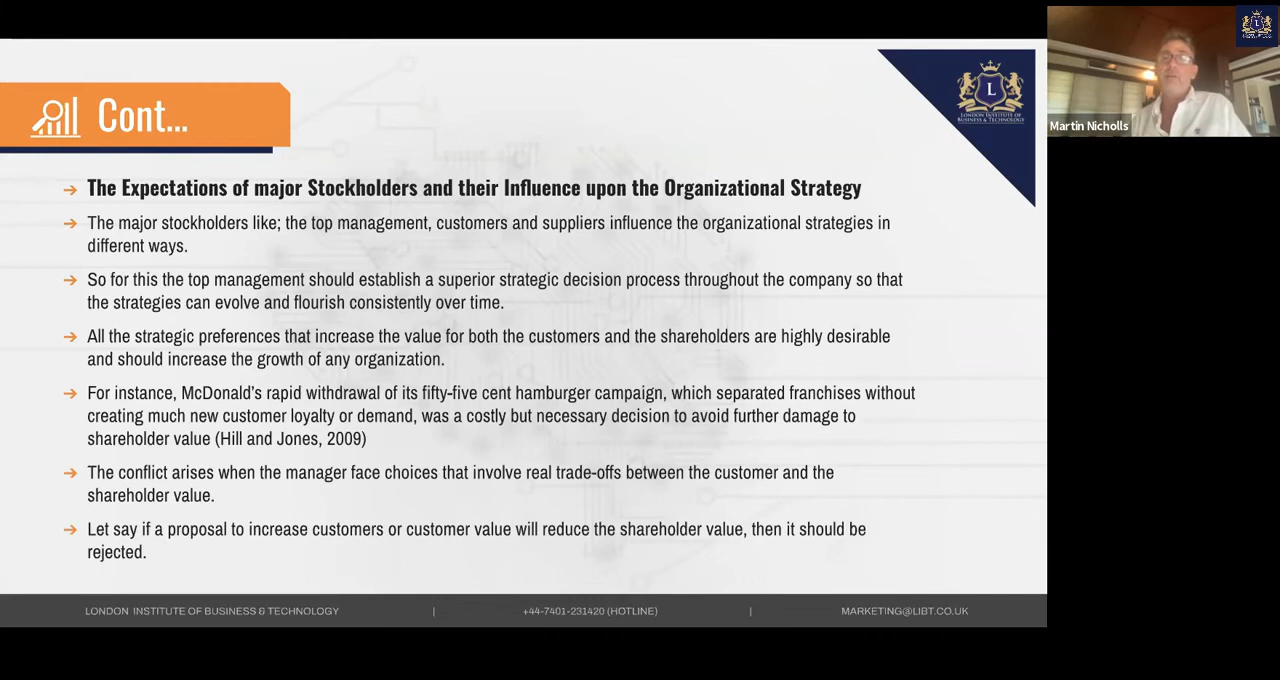 Cont...
L
LONDON INSTITUTE OF
BUSINESS & TECHNOLOGY
Martin Nicholls
→ The Expectations of major Stockholders and their Influence upon the Organizational Strategy
→ The major stockholders like; the top management, customers and suppliers influence the organizational strategies in
different ways.
→ So for this the top management should establish a superior strategic decision process throughout the company so that
the strategies can evolve and flourish consistently over time.
→ All the strategic preferences that increase the value for both the customers and the shareholders are highly desirable
and should increase the growth of any organization.
→ For instance, McDonald's rapid withdrawal of its fifty-five cent hamburger campaign, which separated franchises without
creating much new customer loyalty or demand, was a costly but necessary decision to avoid further damage to
shareholder value (Hill and Jones, 2009)
→ The conflict arises when the manager face choices that involve real trade-offs between the customer and the
shareholder value.
→ Let say if a proposal to increase customers or customer value will reduce the shareholder value, then it should be
rejected.
LONDON INSTITUTE OF BUSINESS & TECHNOLOGY | +44-7401-231420 (HOTLINE) | MARKETING@LIBT.CO.UK